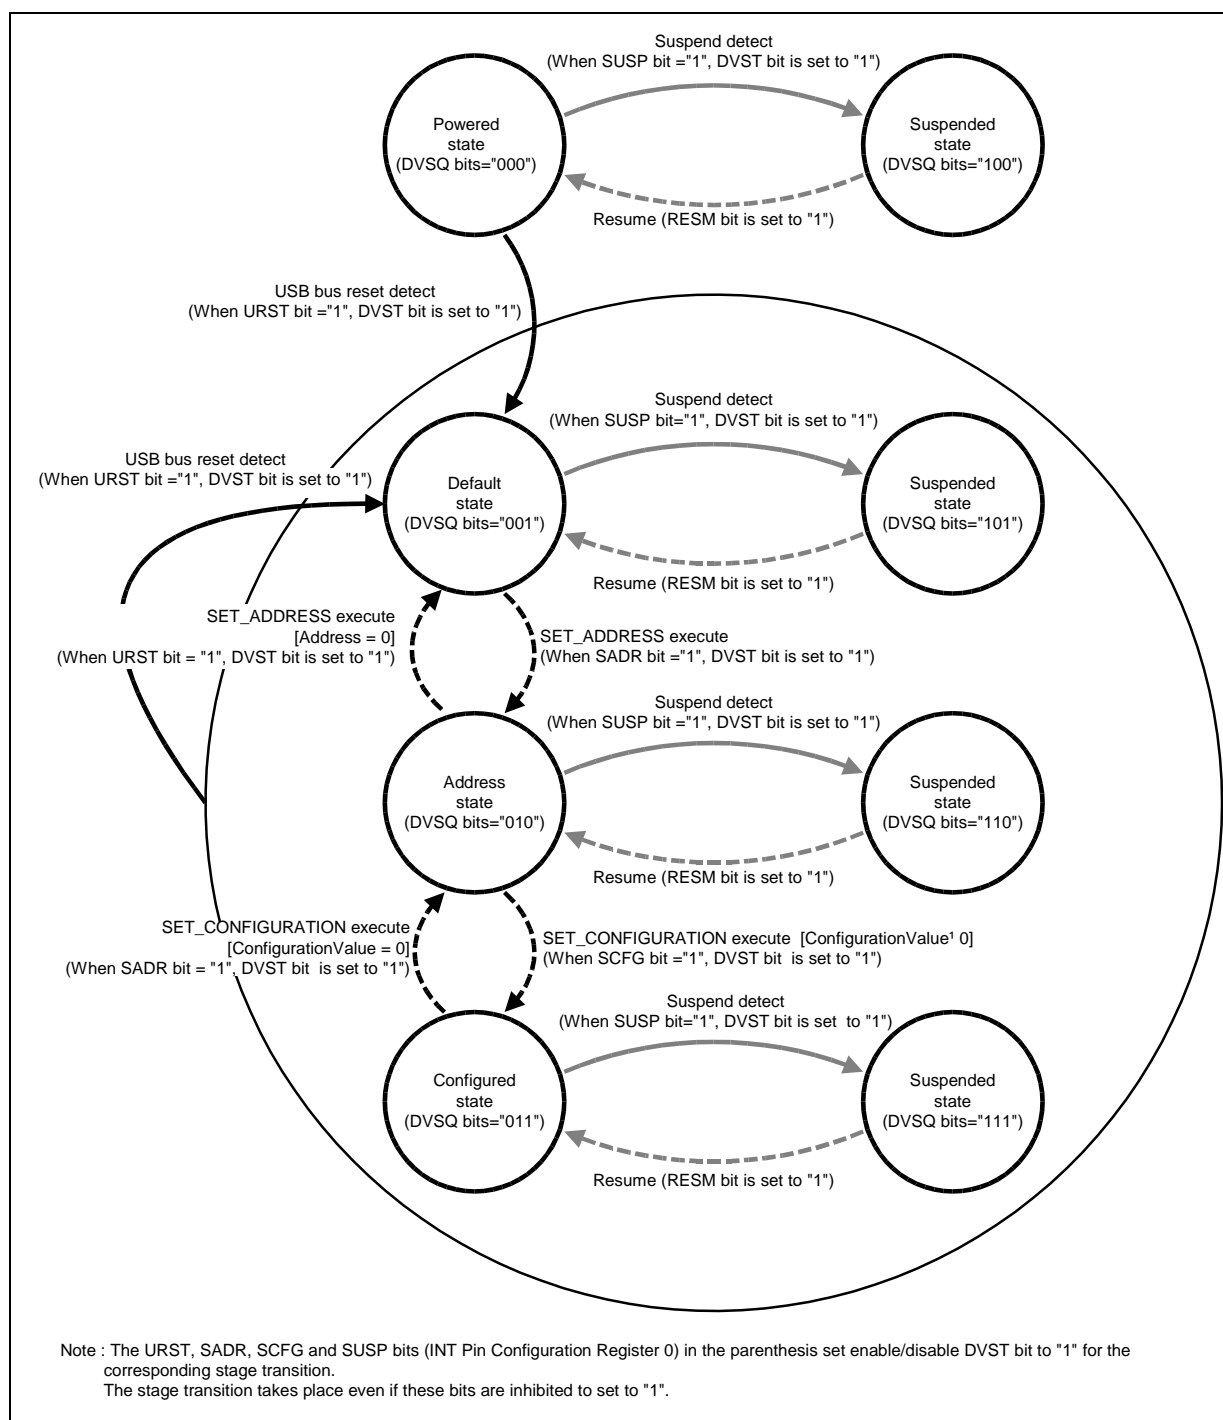 Suspend detect
(When SUSP bit ="1", DVST bit is set to "1")
Powered
state
(DVSQ bits="000")
Suspended
state
(DVSQ bits="100")
Resume (RESM bit is set to "1")
USB bus reset detect
(When URST bit ="1", DVST bit is set to "1")
Suspend detect
(When SUSP bit="1", DVST bit is set to "1")
USB bus reset detect
(When URST bit ="1", DVST bit is set to "1")
Default
state
(DVSQ bits="001")
Suspended
state
(DVSQ bits="101")
Resume (RESM bit is set to "1")
SET_ADDRESS execute
[Address = 0]
(When URST bit = "1", DVST bit is set to "1")
SET_ADDRESS execute
(When SADR bit ="1", DVST bit is set to "1")
Suspend detect
(When SUSP bit ="1", DVST bit is set to "1")
Address
state
(DVSQ bits="010")
Suspended
state
(DVSQ bits="110")
Resume (RESM bit is set to "1")
SET_CONFIGURATION execute
[ConfigurationValue = 0]
(When SADR bit = "1", DVST bit  is set to "1")
SET_CONFIGURATION execute  [ConfigurationValue¹ 0]
(When SCFG bit ="1", DVST bit  is set to "1")
Suspend detect
(When SUSP bit="1", DVST bit is set  to "1")
Configured
state
(DVSQ bits="011")
Suspended
state
(DVSQ bits="111")
Resume (RESM bit is set to "1")
Note : The URST, SADR, SCFG and SUSP bits (INT Pin Configuration Register 0) in the parenthesis set enable/disable DVST bit to "1" for the
corresponding stage transition.
The stage transition takes place even if these bits are inhibited to set to "1".